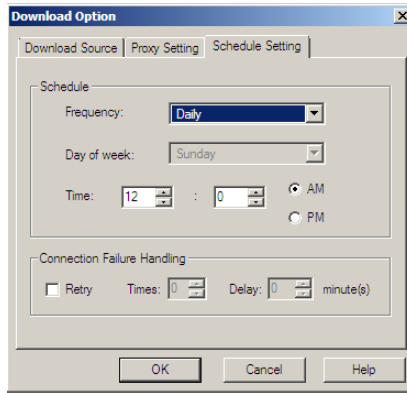 Download Option
Download Source Proxy Setting Schedule Setting
Schedule
Frequency: Daily
Day of week: Sunday
Time: 12 : 0 AM
PM
Connection Failure Handling
Retry Times: 0 Delay: 0 minute(s)
OK Cancel Help